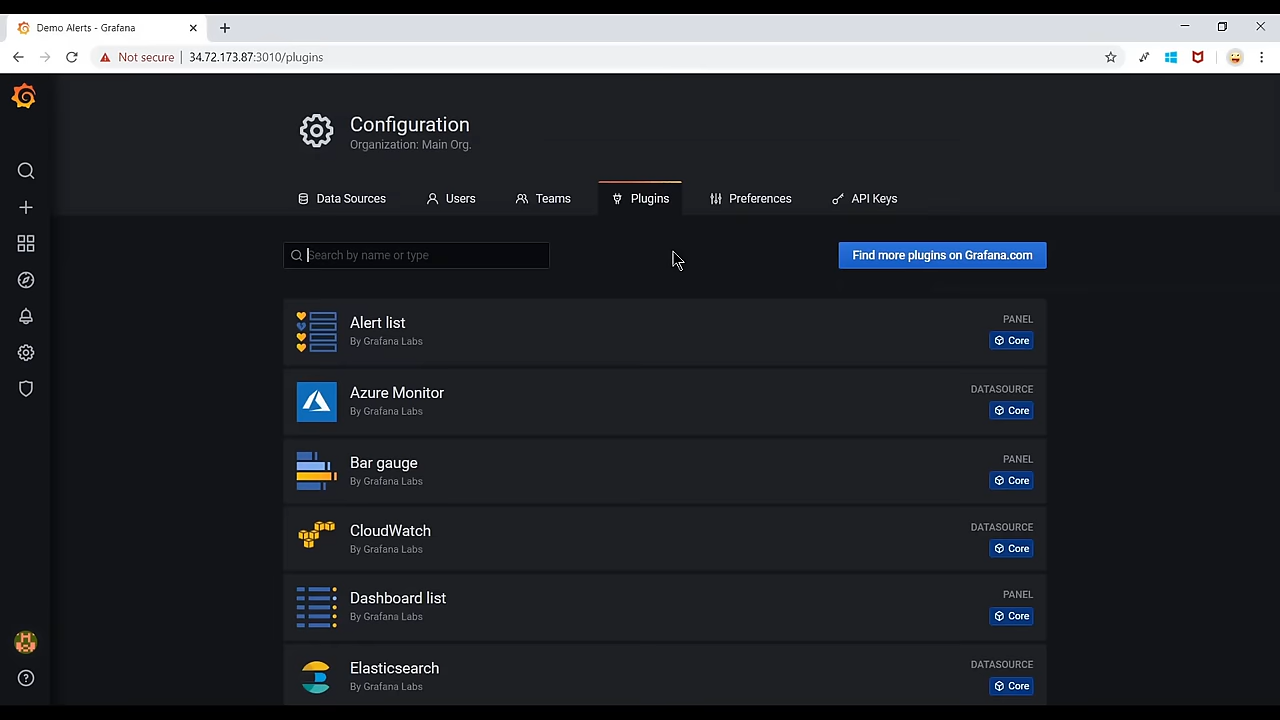 Demo Alerts - Grafana
Not secure | 34.72.173.87:3010/plugins
Configuration
Organization: Main Org.
Data Sources
Users
Teams
Plugins
Preferences
API Keys
Search by name or type
Find more plugins on Grafana.com
Alert list
By Grafana Labs
PANEL
Core
Azure Monitor
By Grafana Labs
DATASOURCE
Core
Bar gauge
By Grafana Labs
PANEL
Core
CloudWatch
By Grafana Labs
DATASOURCE
Core
Dashboard list
By Grafana Labs
PANEL
Core
Elasticsearch
By Grafana Labs
DATASOURCE
Core